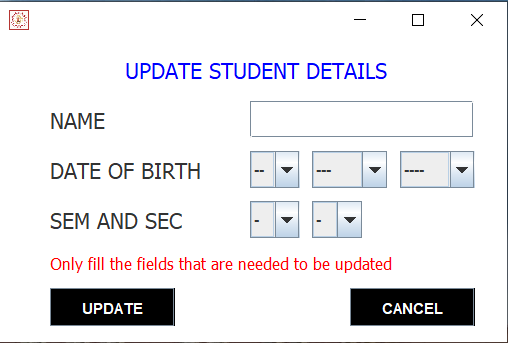 UPDATE STUDENT DETAILS
NAME
DATE OF BIRTH -- --- ----
SEM AND SEC - -
Only fill the fields that are needed to be updated
UPDATE CANCEL